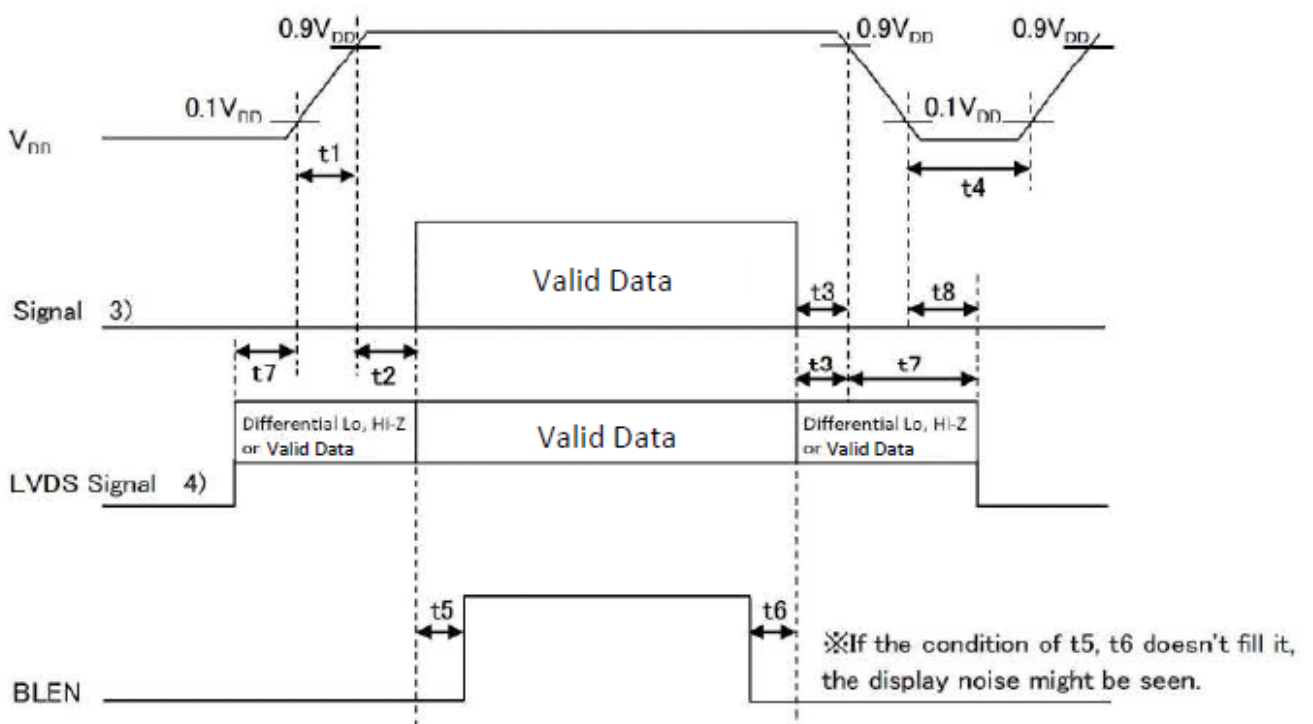 0.9VDD 0.9VDD 0.9VDD
0.1VDD 0.1VDD
VDD
t1
t4
Valid Data
t3 t8
Signal 3)
t7 t2 t3 t7
Differential Lo, Hi-Z
or Valid Data
Valid Data
Differential Lo, Hi-Z
or Valid Data
LVDS Signal 4)
t5 t6
※If the condition of t5, t6 doesn't fill it,
the display noise might be seen.
BLEN